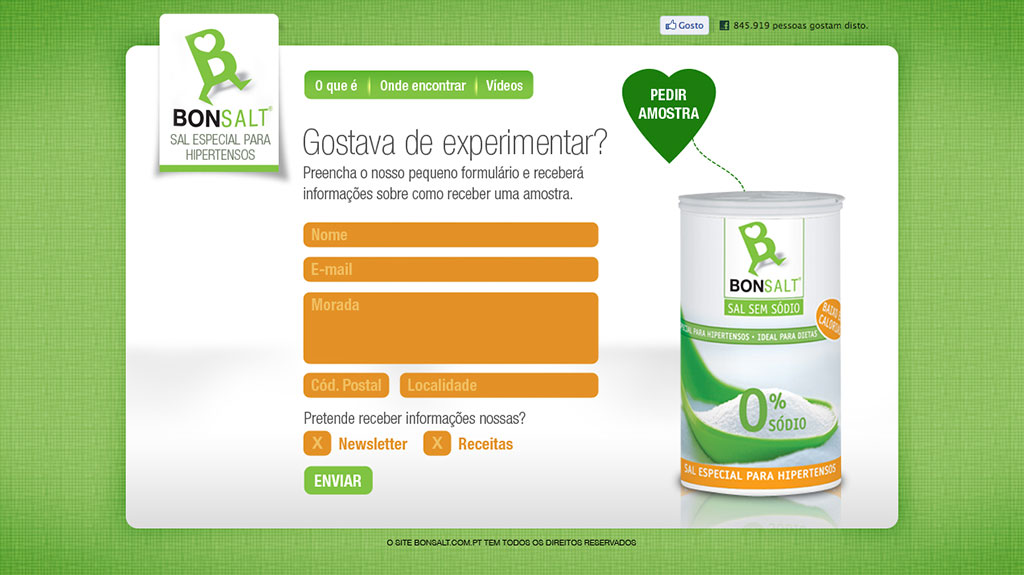 Gosto
845.919 pessoas gostam disto.
BONSALT®
SAL ESPECIAL PARA
HIPERTENSOS
O que é
Onde encontrar
Vídeos
PEDIR
AMOSTRA
Gostava de experimentar?
Preencha o nosso pequeno formulário e receberá
informações sobre como receber uma amostra.
Nome
E-mail
Morada
Cód. Postal
Localidade
Pretende receber informações nossas?
X Newsletter
X Receitas
ENVIAR
BONSALT®
SAL SEM SÓDIO
BAIXO
CALORIAS
PARA HIPERTENSOS • IDEAL PARA DIETAS
0%
SÓDIO
SAL ESPECIAL PARA HIPERTENSOS
O SITE BONSALT.COM.PT TEM TODOS OS DIREITOS RESERVADOS